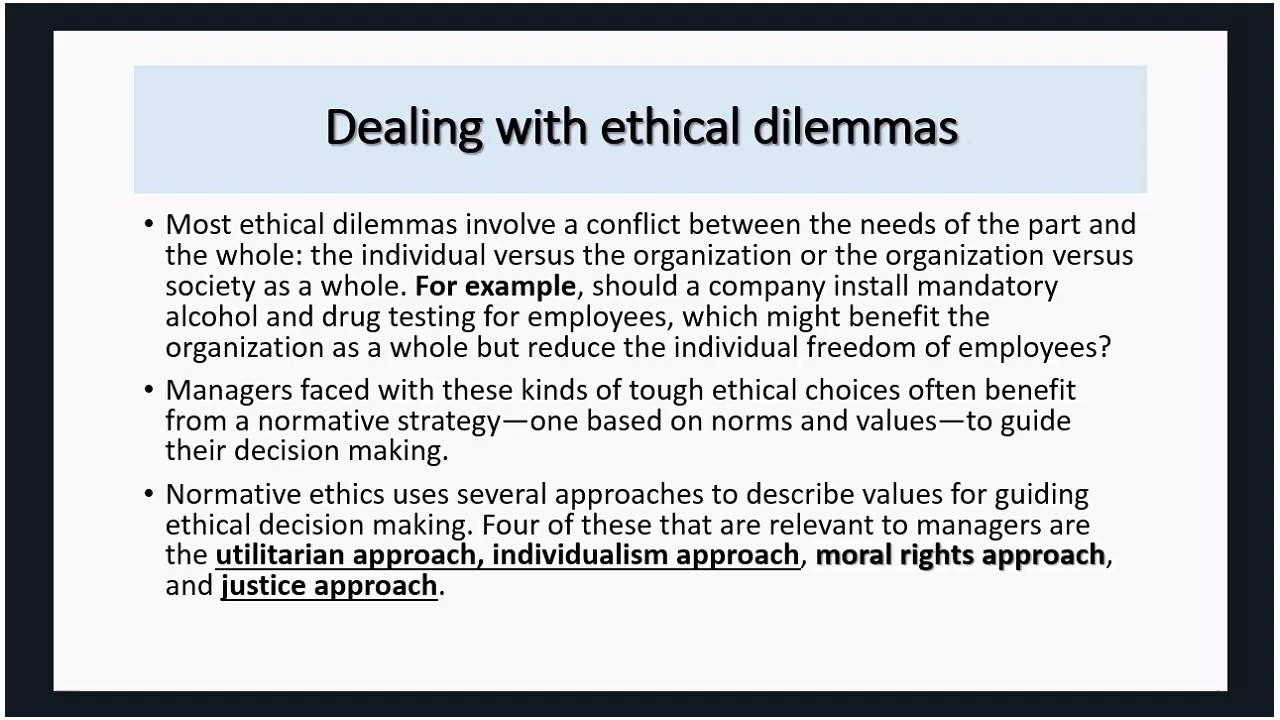 Dealing with ethical dilemmas
• Most ethical dilemmas involve a conflict between the needs of the part and
the whole: the individual versus the organization or the organization versus
society as a whole. For example, should a company install mandatory
alcohol and drug testing for employees, which might benefit the
organization as a whole but reduce the individual freedom of employees?
• Managers faced with these kinds of tough ethical choices often benefit
from a normative strategy—one based on norms and values—to guide
their decision making.
• Normative ethics uses several approaches to describe values for guiding
ethical decision making. Four of these that are relevant to managers are
the utilitarian approach, individualism approach, moral rights approach,
and justice approach.